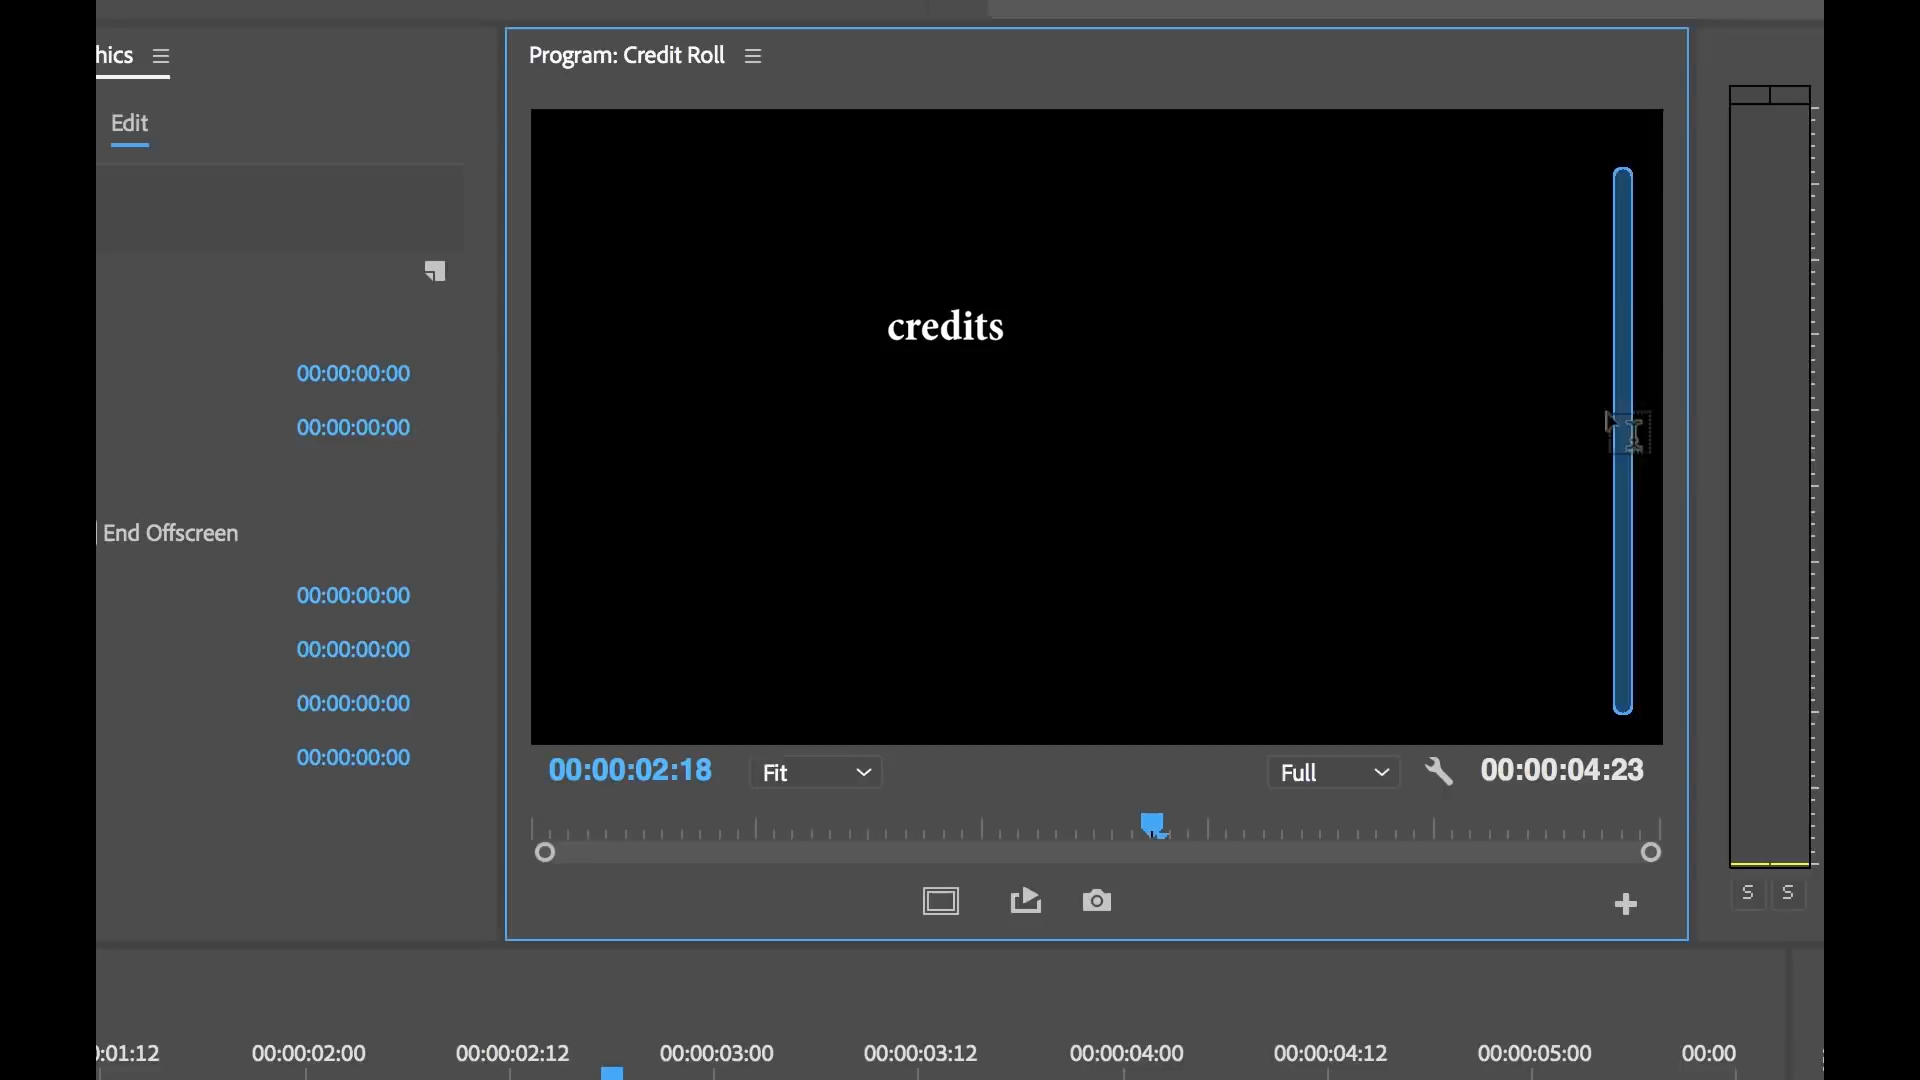 hics
Program: Credit Roll
Edit
credits
00:00:00:00
00:00:00:00
End Offscreen
00:00:00:00
00:00:00:00
00:00:00:00
00:00:00:00
00:00:02:18
Fit
Full
00:00:04:23
S
S
0:01:12
00:00:02:00
00:00:02:12
00:00:03:00
00:00:03:12
00:00:04:00
00:00:04:12
00:00:05:00
00:00